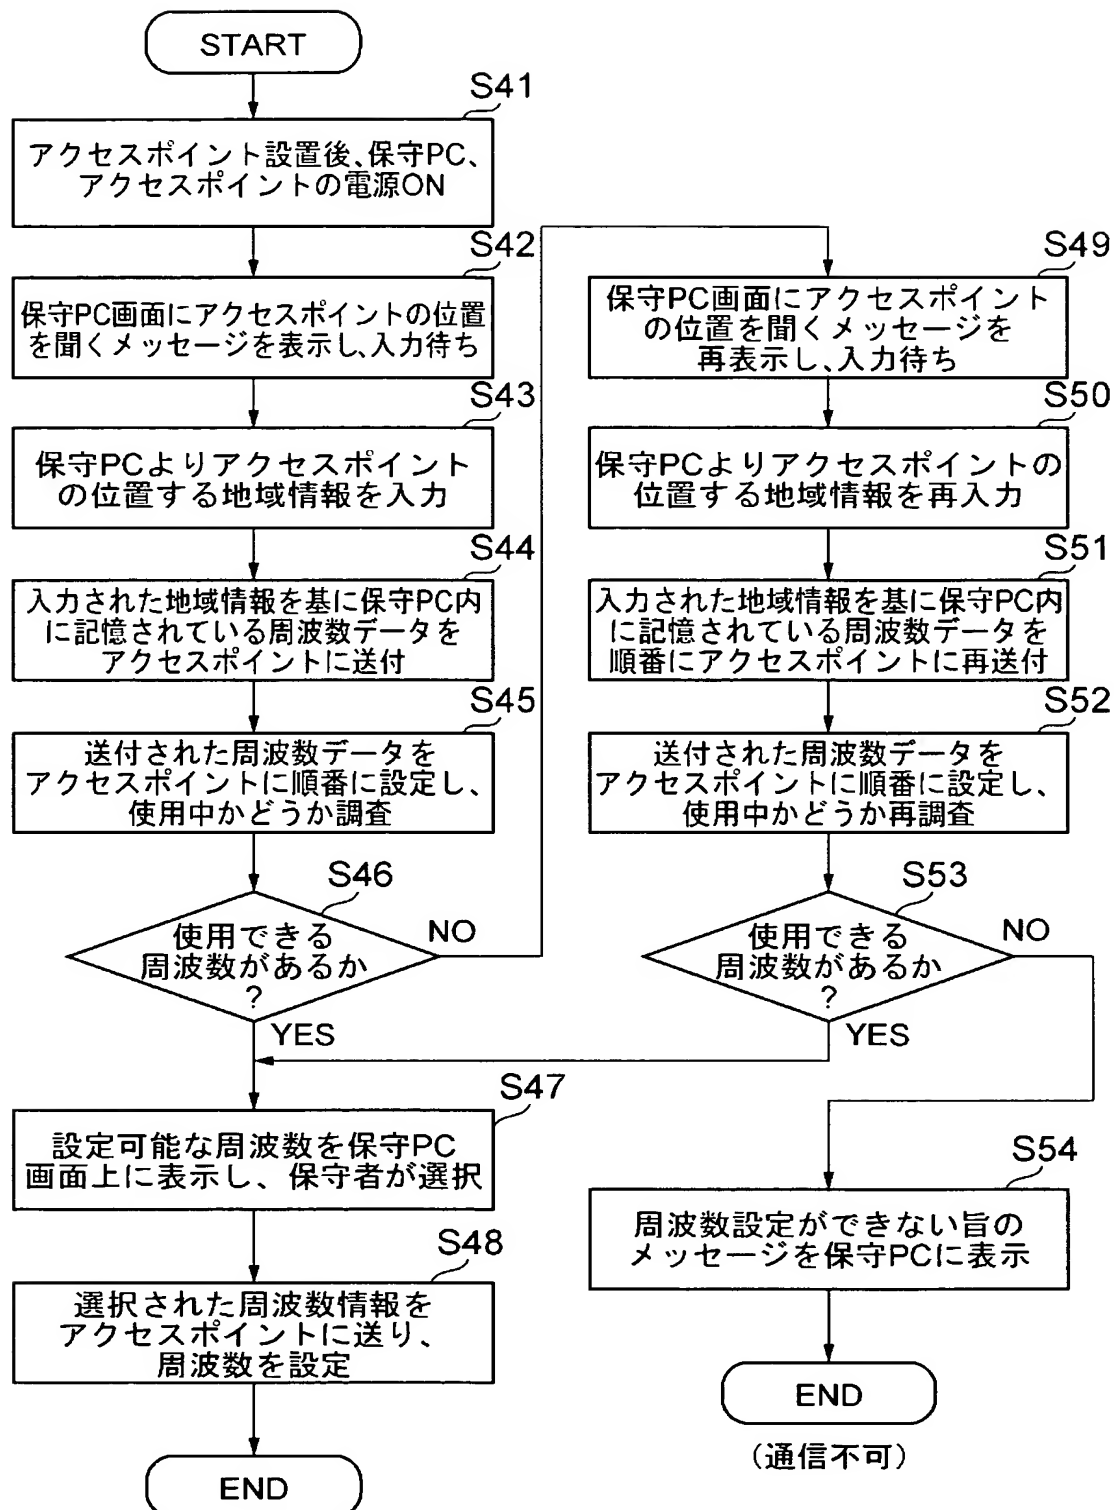 START
S41
アクセスポイント設置後、保守PC、
アクセスポイントの電源ON
S42
保守PC画面にアクセスポイントの位置
を聞くメッセージを表示し、入力待ち
S43
保守PCよりアクセスポイント
の位置する地域情報を入力
S44
入力された地域情報を基に保守PC内
に記憶されている周波数データを
アクセスポイントに送付
S45
送付された周波数データを
アクセスポイントに順番に設定し、
使用中かどうか調査
S46
使用できる
周波数があるか
?
NO
YES
S47
設定可能な周波数を保守PC
画面上に表示し、保守者が選択
S48
選択された周波数情報を
アクセスポイントに送り、
周波数を設定
END
S49
保守PC画面にアクセスポイント
の位置を聞くメッセージを
再表示し、入力待ち
S50
保守PCよりアクセスポイントの
位置する地域情報を再入力
S51
入力された地域情報を基に保守PC内
に記憶されている周波数データを
順番にアクセスポイントに再送付
S52
送付された周波数データを
アクセスポイントに順番に設定し、
使用中かどうか再調査
S53
使用できる
周波数があるか
?
NO
YES
S54
周波数設定ができない旨の
メッセージを保守PCに表示
END
(通信不可)